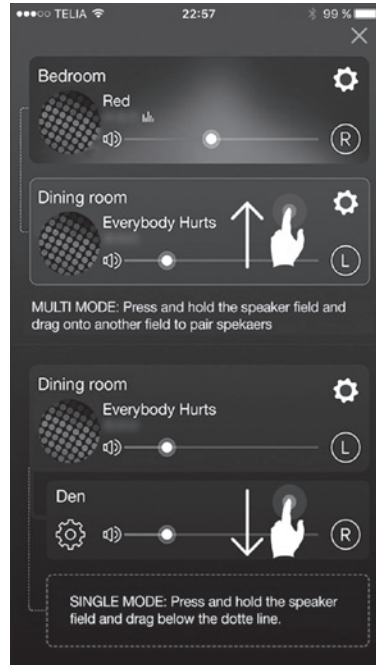 TELIA 22:57 99 %
Bedroom
Red
R
Dining room
Everybody Hurts
L
MULTI MODE: Press and hold the speaker field and
drag onto another field to pair spekaers
Dining room
Everybody Hurts
L
Den
R
SINGLE MODE: Press and hold the speaker
field and drag below the dotte line.